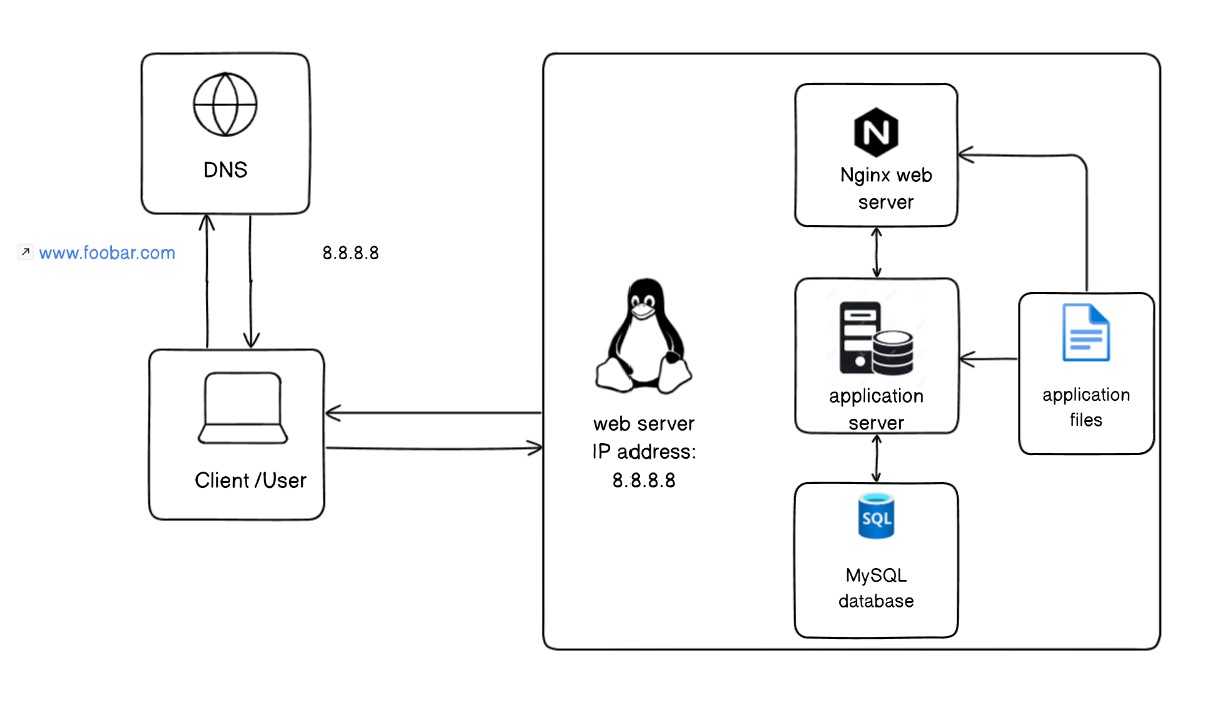 DNS
www.foobar.com
8.8.8.8
Client /User
web server
IP address:
8.8.8.8
N
Nginx web
server
application
server
application
files
SQL
MySQL
database